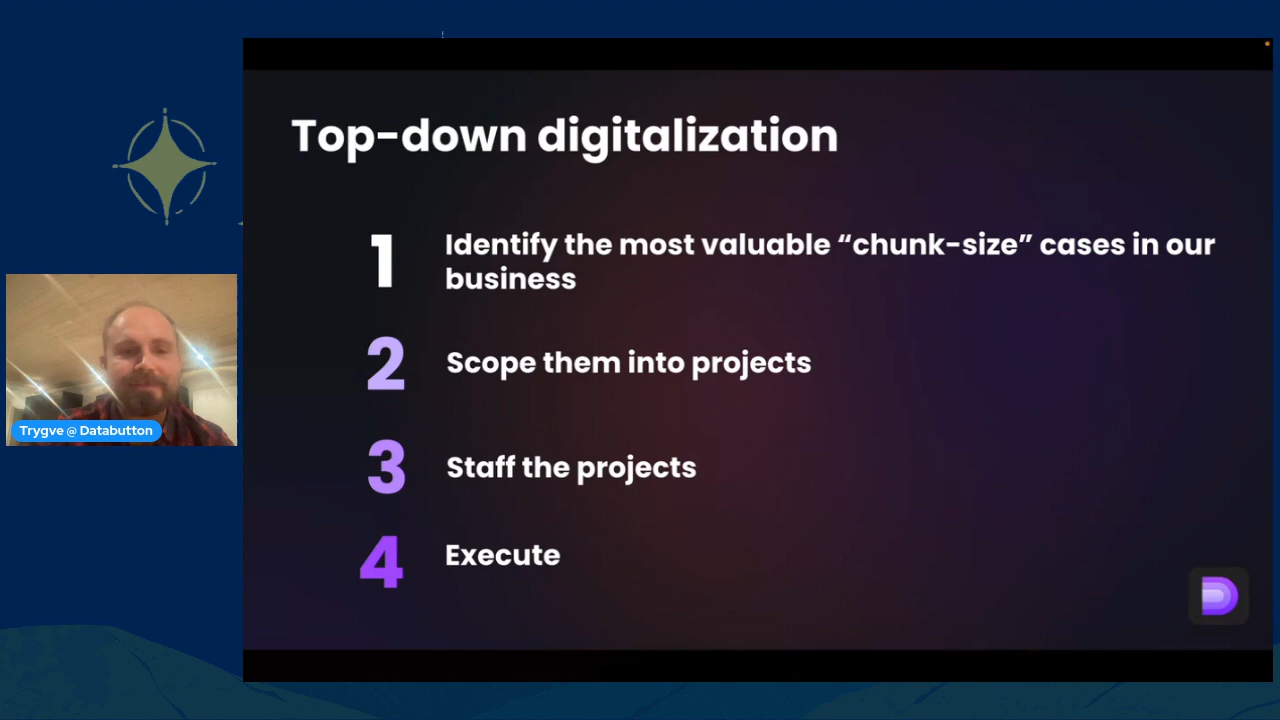 Top-down digitalization
1
Identify the most valuable “chunk-size” cases in our
business
2
Scope them into projects
3
Staff the projects
4
Execute
Trygve @ Databutton